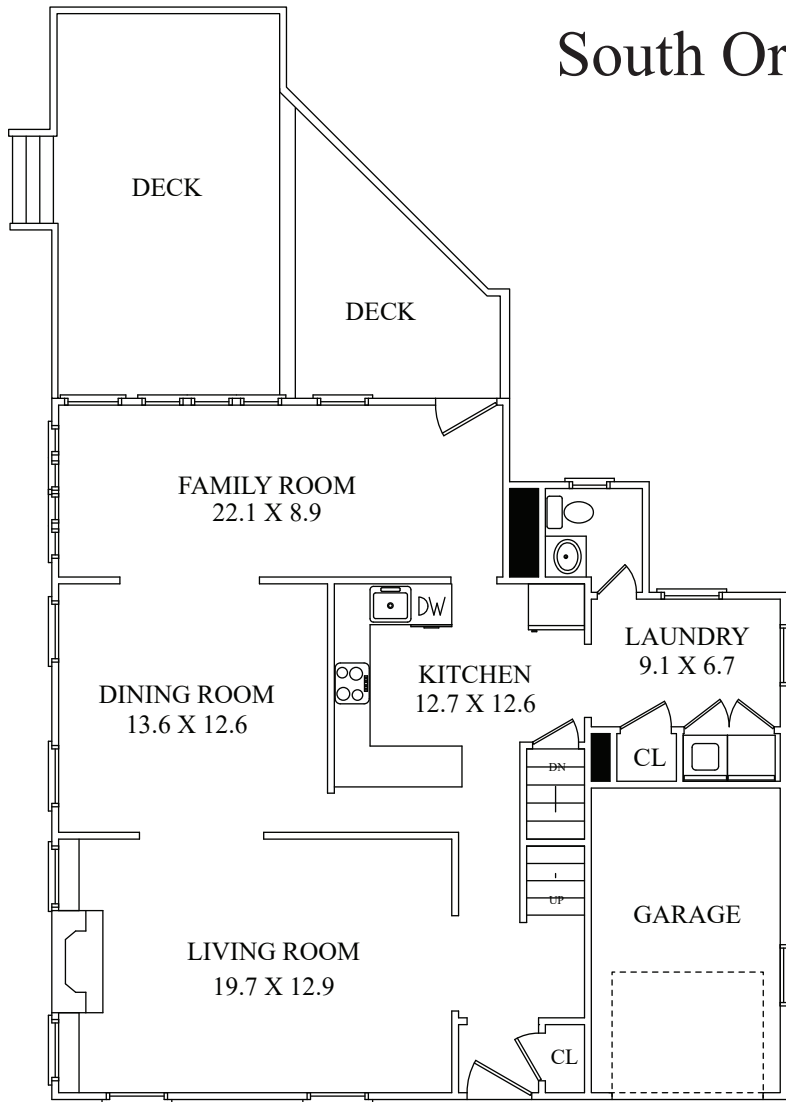 South Or
DECK
DECK
FAMILY ROOM
22.1 X 8.9
DW
LAUNDRY
9.1 X 6.7
KITCHEN
12.7 X 12.6
DINING ROOM
13.6 X 12.6
CL
DN
UP
GARAGE
LIVING ROOM
19.7 X 12.9
CL